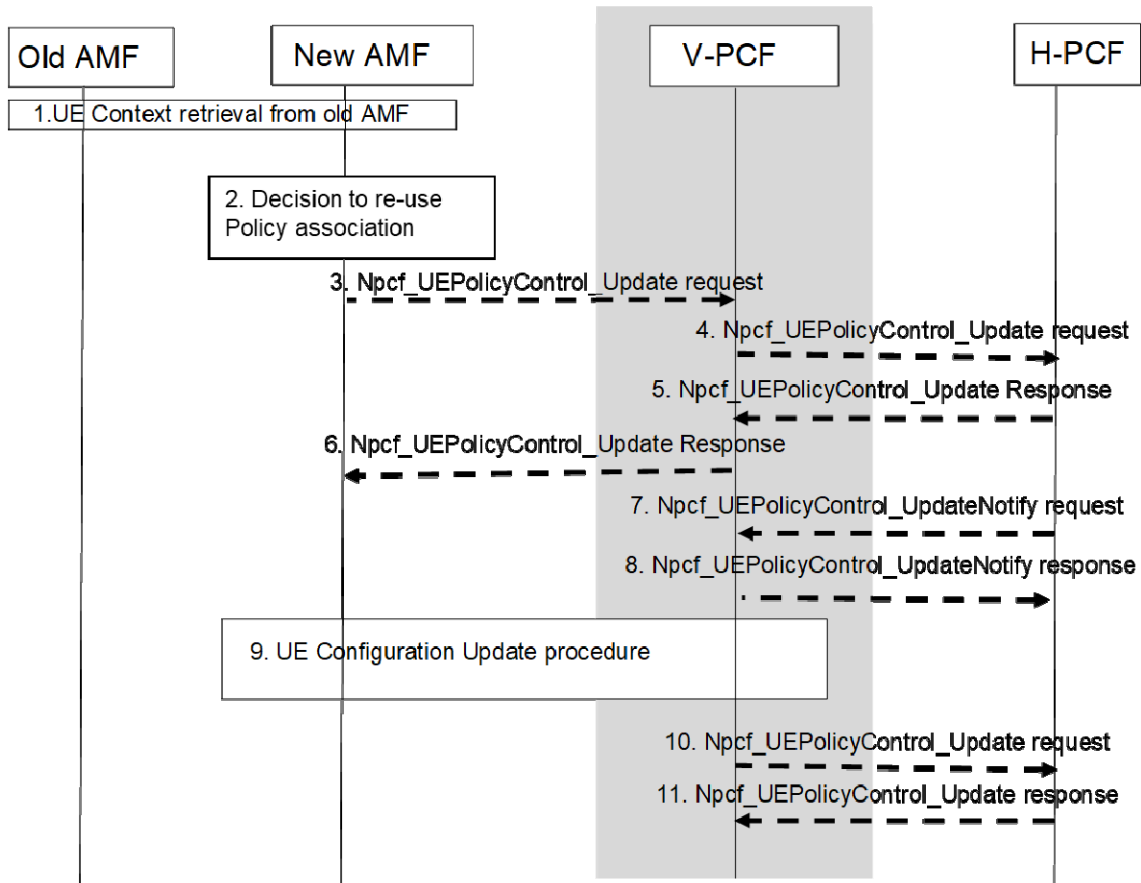 Old AMF
New AMF
V-PCF
H-PCF
1.UE Context retrieval from old AMF
2. Decision to re-use
Policy association
3. Npcf_UEPolicyControl_Update request
4. Npcf_UEPolicyControl_Update request
5. Npcf_UEPolicyControl_Update Response
6. Npcf_UEPolicyControl_Update Response
7. Npcf_UEPolicyControl_UpdateNotify request
8. Npcf_UEPolicyControl_UpdateNotify response
9. UE Configuration Update procedure
10. Npcf_UEPolicyControl_Update request
11. Npcf_UEPolicyControl_Update response